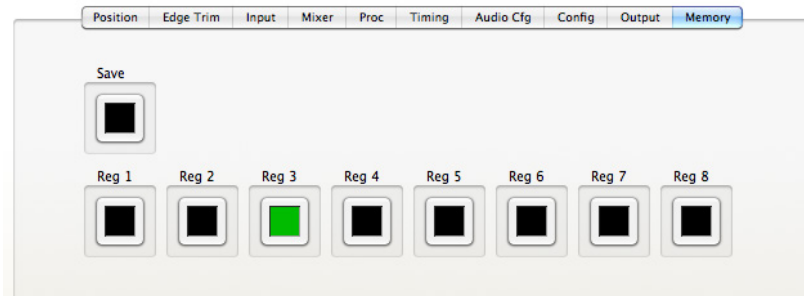 Position Edge Trim Input Mixer Proc Timing Audio Cfg Config Output Memory
Save
Reg 1 Reg 2 Reg 3 Reg 4 Reg 5 Reg 6 Reg 7 Reg 8